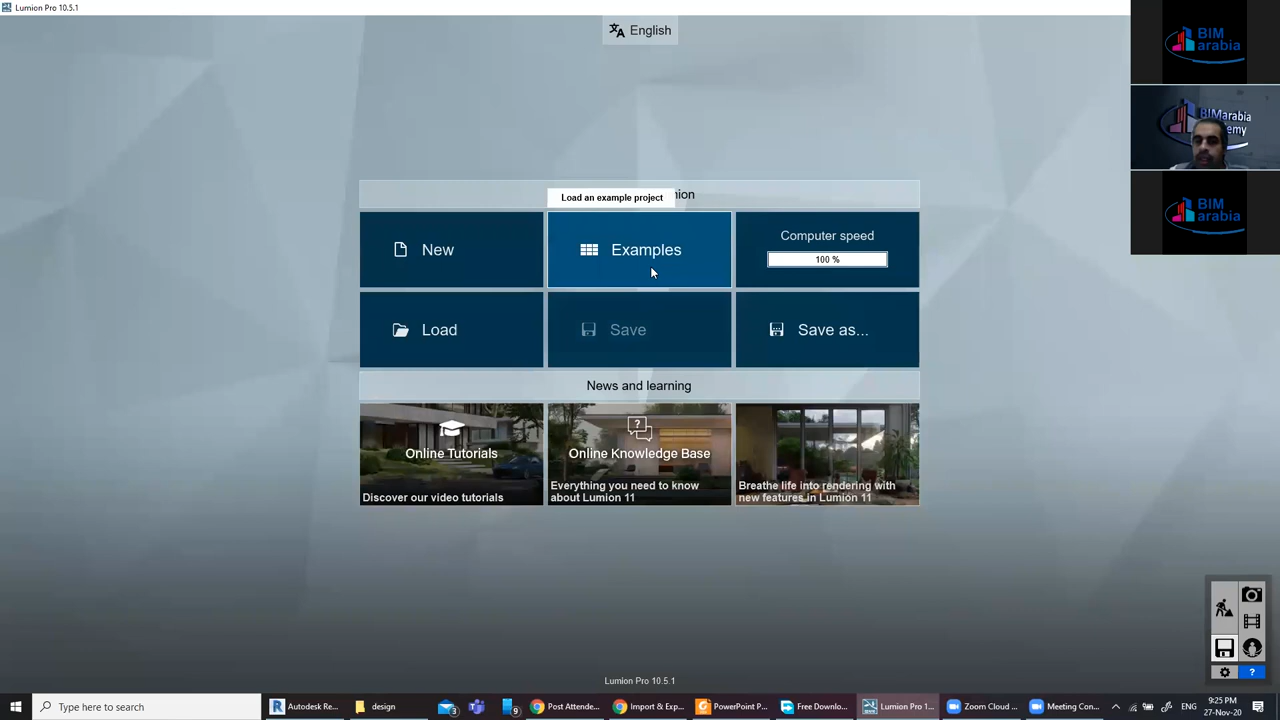 Lumion Pro 10.5.1
English
BIM
arabia
BIMarabia
BIM
arabia
Load an example project
New
Examples
Computer speed
100 %
Load
Save
Save as...
News and learning
Online Tutorials
Discover our video tutorials
Online Knowledge Base
Everything you need to know
about Lumion 11
Breathe life into rendering with
new features in Lumion 11
Lumion Pro 10.5.1
Type here to search
Autodesk Re...
design
3
9
Post Attende...
Import & Exp...
PowerPoint P...
Free Downlo...
Lumion Pro 1...
Zoom Cloud ...
Meeting Con...
ENG
9:25 PM
27-Nov-20